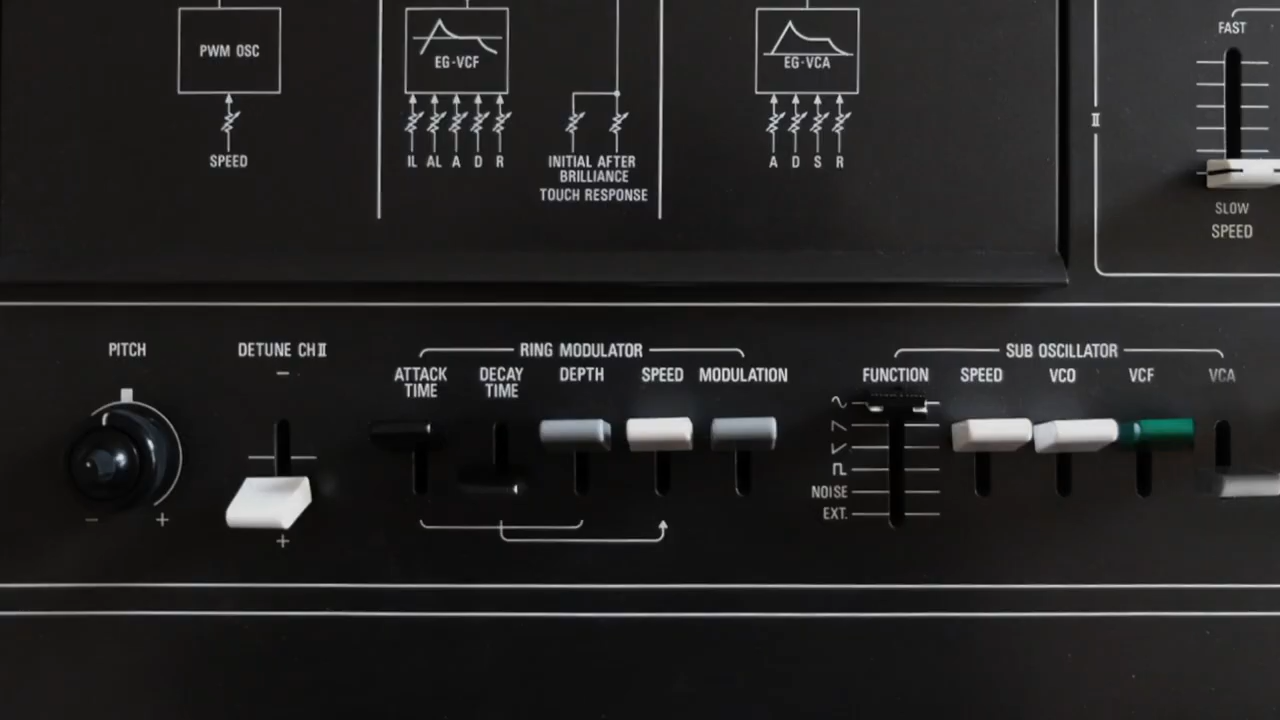 PWM OSC
SPEED
EG-VCF
IL AL A D R
INITIAL AFTER
BRILLIANCE
TOUCH RESPONSE
EG-VCA
A D S R
II
FAST
SLOW
SPEED
PITCH
− +
DETUNE CH II
−
+
RING MODULATOR
ATTACK TIME
DECAY TIME
DEPTH
SPEED
MODULATION
SUB OSCILLATOR
FUNCTION
NOISE
EXT.
SPEED
VCO
VCF
VCA